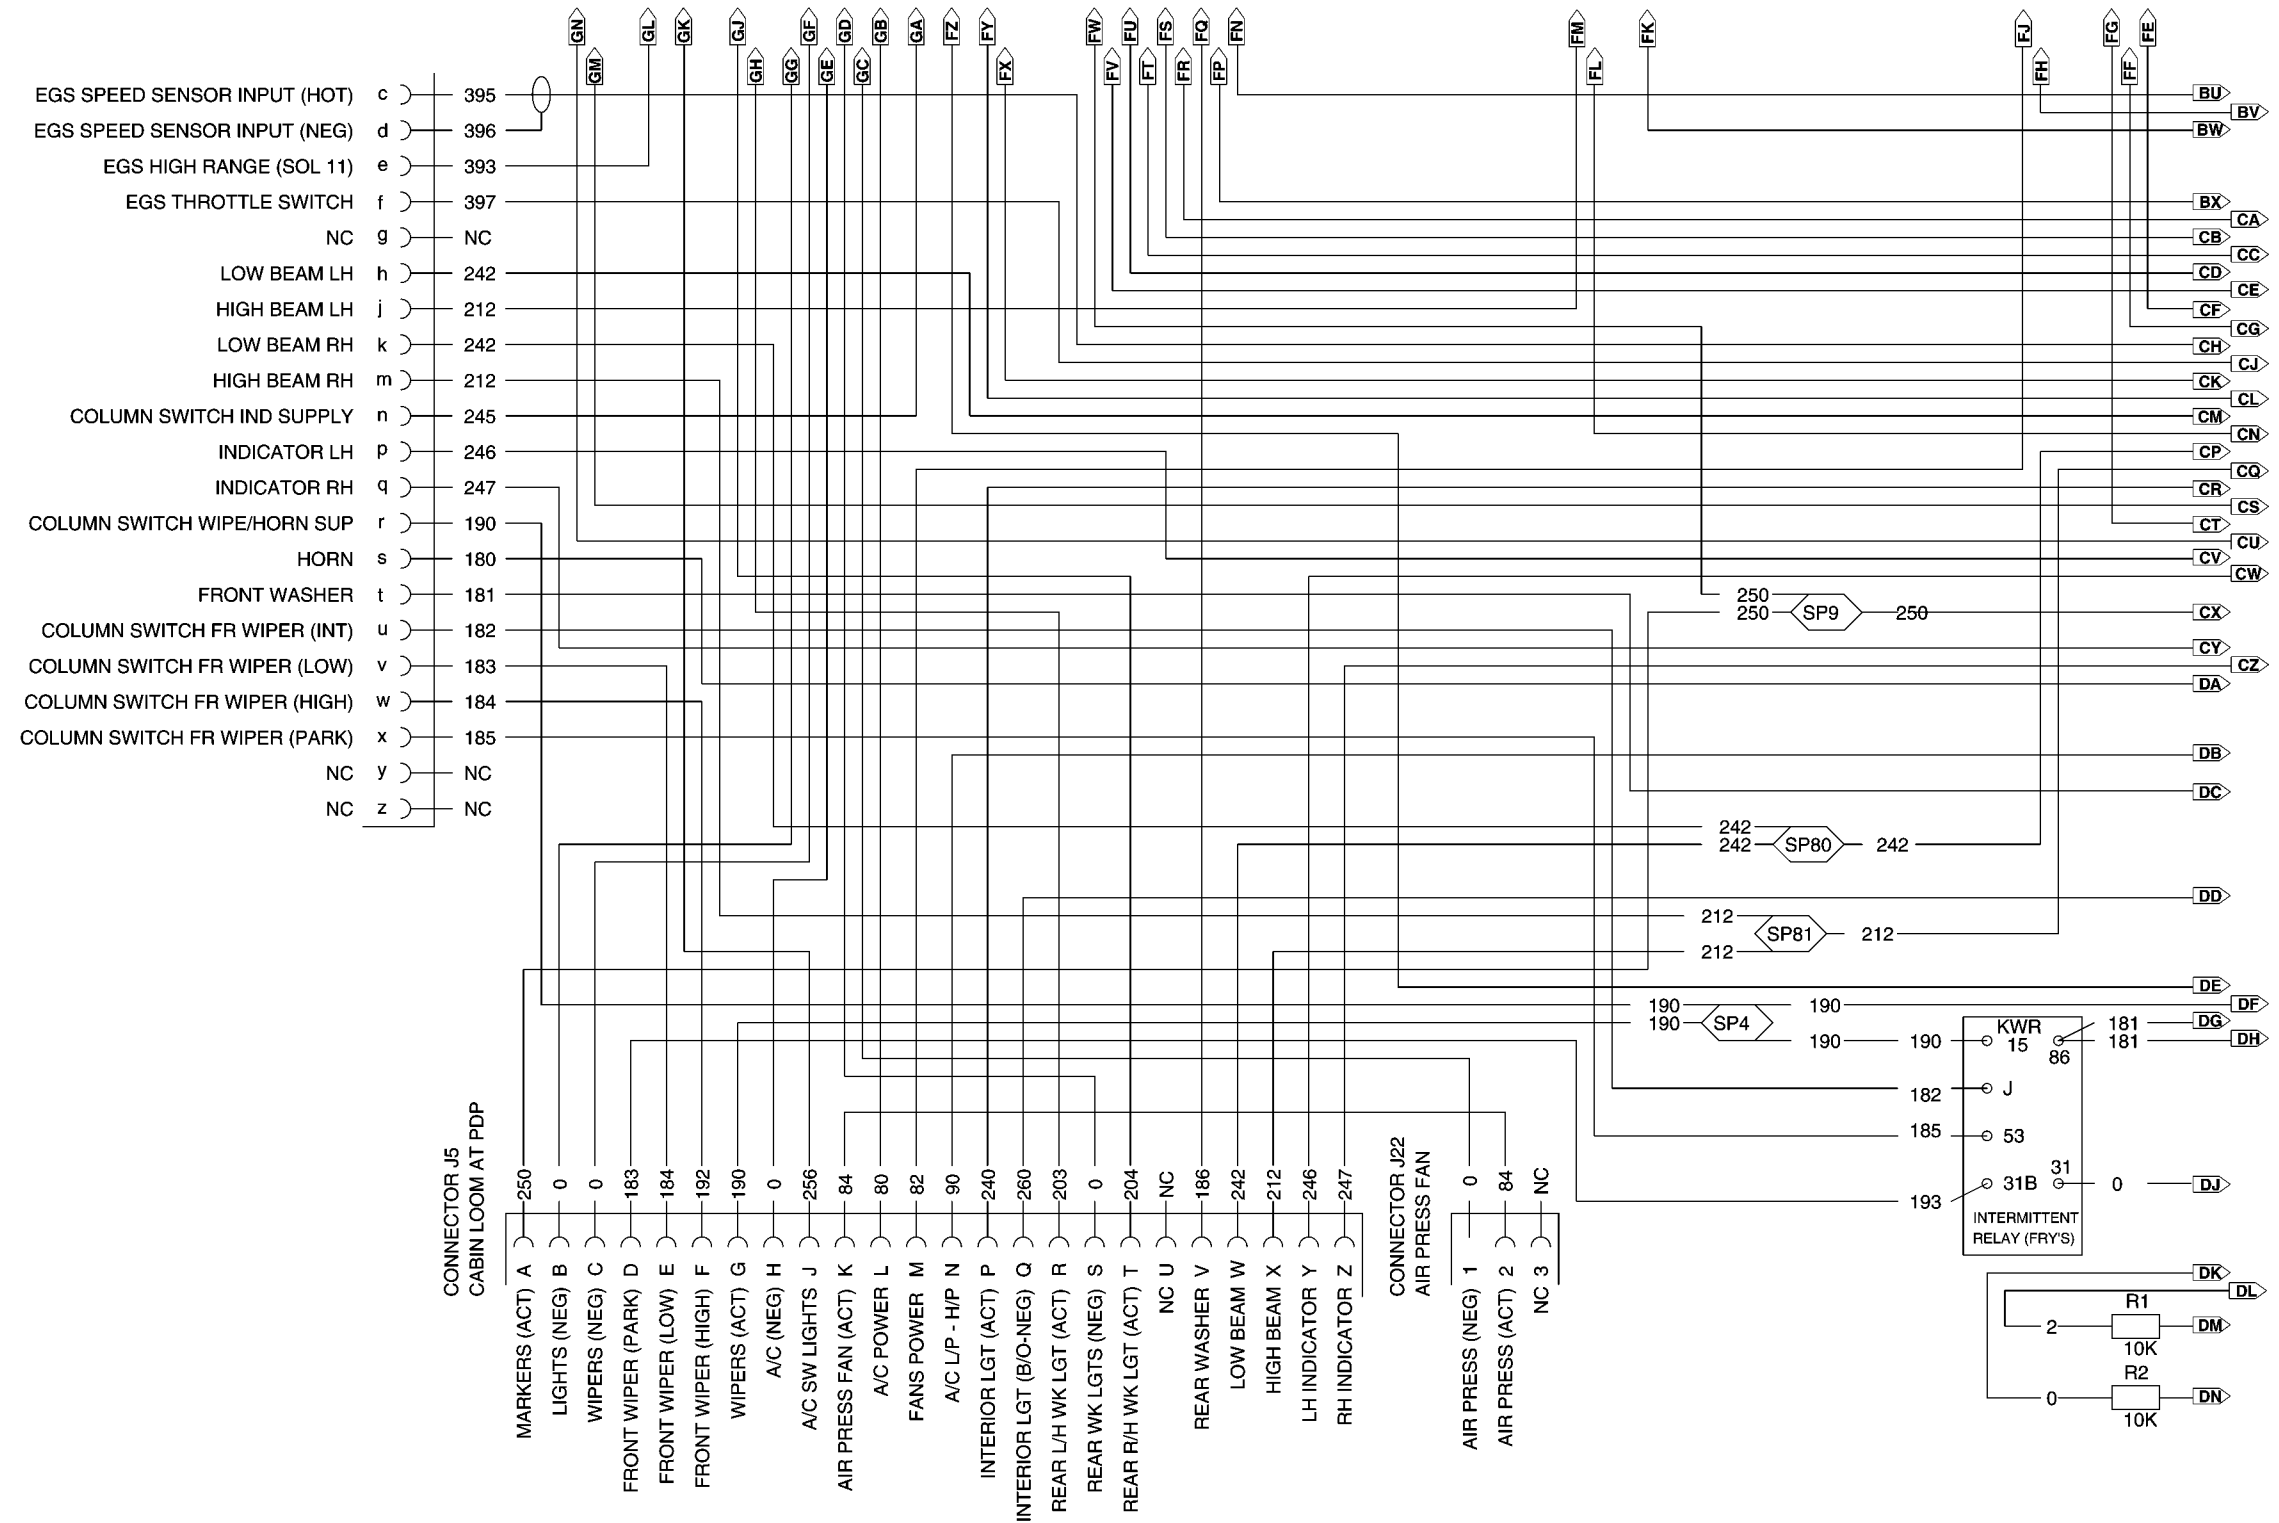 GN
GL
GK
GJ
GF
GD
GB
GA
FZ
FY
FW
FU
FS
FQ
FN
FM
FK
FJ
FG
FE
GM
GH
GG
GE
GC
FX
FV
FT
FR
FP
FL
FH
FF
EGS SPEED SENSOR INPUT (HOT) c 395
EGS SPEED SENSOR INPUT (NEG) d 396
EGS HIGH RANGE (SOL 11) e 393
EGS THROTTLE SWITCH f 397
NC g NC
LOW BEAM LH h 242
HIGH BEAM LH j 212
LOW BEAM RH k 242
HIGH BEAM RH m 212
COLUMN SWITCH IND SUPPLY n 245
INDICATOR LH p 246
INDICATOR RH q 247
COLUMN SWITCH WIPE/HORN SUP r 190
HORN s 180
FRONT WASHER t 181
COLUMN SWITCH FR WIPER (INT) u 182
COLUMN SWITCH FR WIPER (LOW) v 183
COLUMN SWITCH FR WIPER (HIGH) w 184
COLUMN SWITCH FR WIPER (PARK) x 185
NC y NC
NC z NC
BU
BV
BW
BX
CA
CB
CC
CD
CE
CF
CG
CH
CJ
CK
CL
CM
CN
CP
CQ
CR
CS
CT
CU
CV
CW
250
250 SP9 250
CX
CY
CZ
DA
DB
DC
242
242 SP80 242
DD
212
SP81 212
212
DE
190 190
DF
190 SP4
190 190
KWR
15
86
181
DG
181
DH
182 J
185 53
193 31B
31
0
DJ
INTERMITTENT
RELAY (FRY'S)
DK
DL
R1
2
DM
10K
R2
0
DN
10K
CONNECTOR J5
CABIN LOOM AT PDP
MARKERS (ACT) A 250
LIGHTS (NEG) B 0
WIPERS (NEG) C 0
FRONT WIPER (PARK) D 183
FRONT WIPER (LOW) E 184
FRONT WIPER (HIGH) F 192
WIPERS (ACT) G 190
A/C (NEG) H 0
A/C SW LIGHTS J 256
AIR PRESS FAN (ACT) K 84
A/C POWER L 80
FANS POWER M 82
A/C L/P - H/P N 90
INTERIOR LGT (ACT) P 240
INTERIOR LGT (B/O-NEG) Q 260
REAR L/H WK LGT (ACT) R 203
REAR WK LGTS (NEG) S 0
REAR R/H WK LGT (ACT) T 204
NC U NC
REAR WASHER V 186
LOW BEAM W 242
HIGH BEAM X 212
LH INDICATOR Y 246
RH INDICATOR Z 247
CONNECTOR J22
AIR PRESS FAN
AIR PRESS (NEG) 1 0
AIR PRESS (ACT) 2 84
NC 3 NC